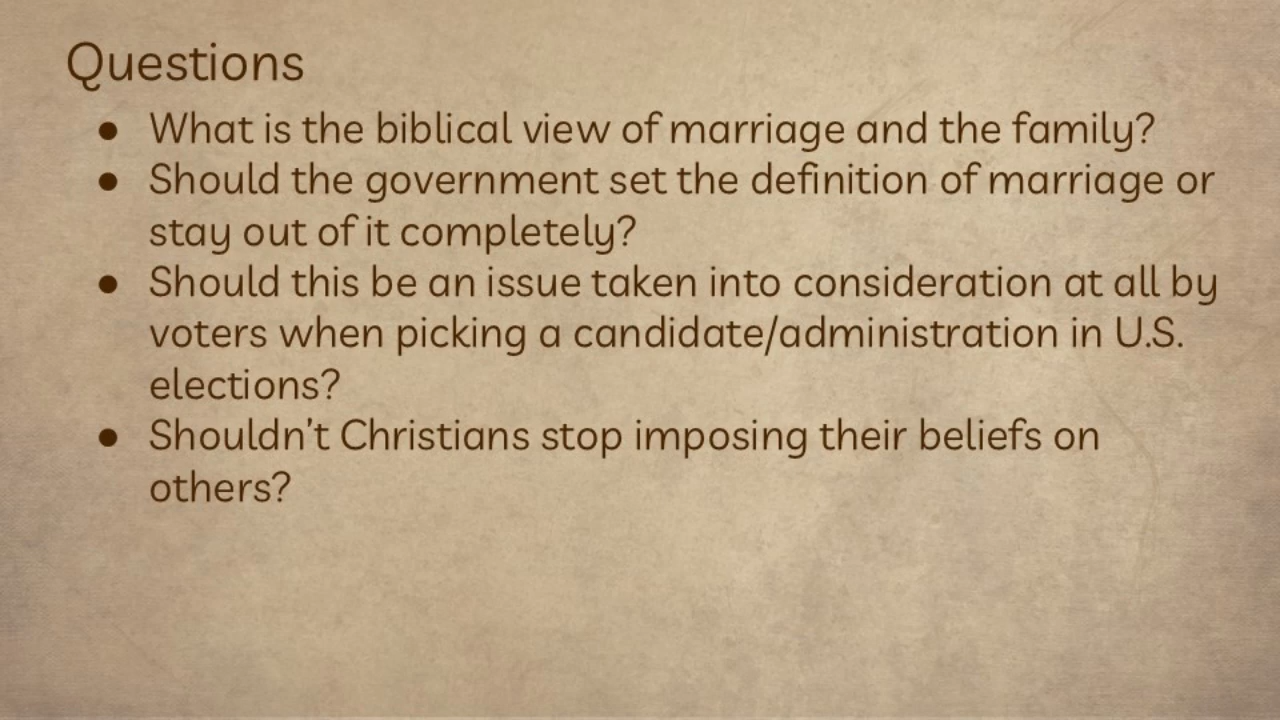 Questions
● What is the biblical view of marriage and the family?
● Should the government set the definition of marriage or
stay out of it completely?
● Should this be an issue taken into consideration at all by
voters when picking a candidate/administration in U.S.
elections?
● Shouldn't Christians stop imposing their beliefs on
others?